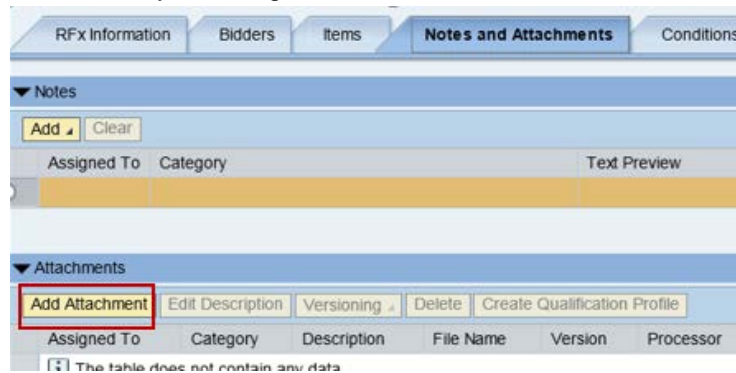 RFx Information Bidders Items Notes and Attachments Conditions
Notes
Add Clear
Assigned To Category Text Preview
Attachments
Add Attachment Edit Description Versioning Delete Create Qualification Profile
Assigned To Category Description File Name Version Processor
The table does not contain any data